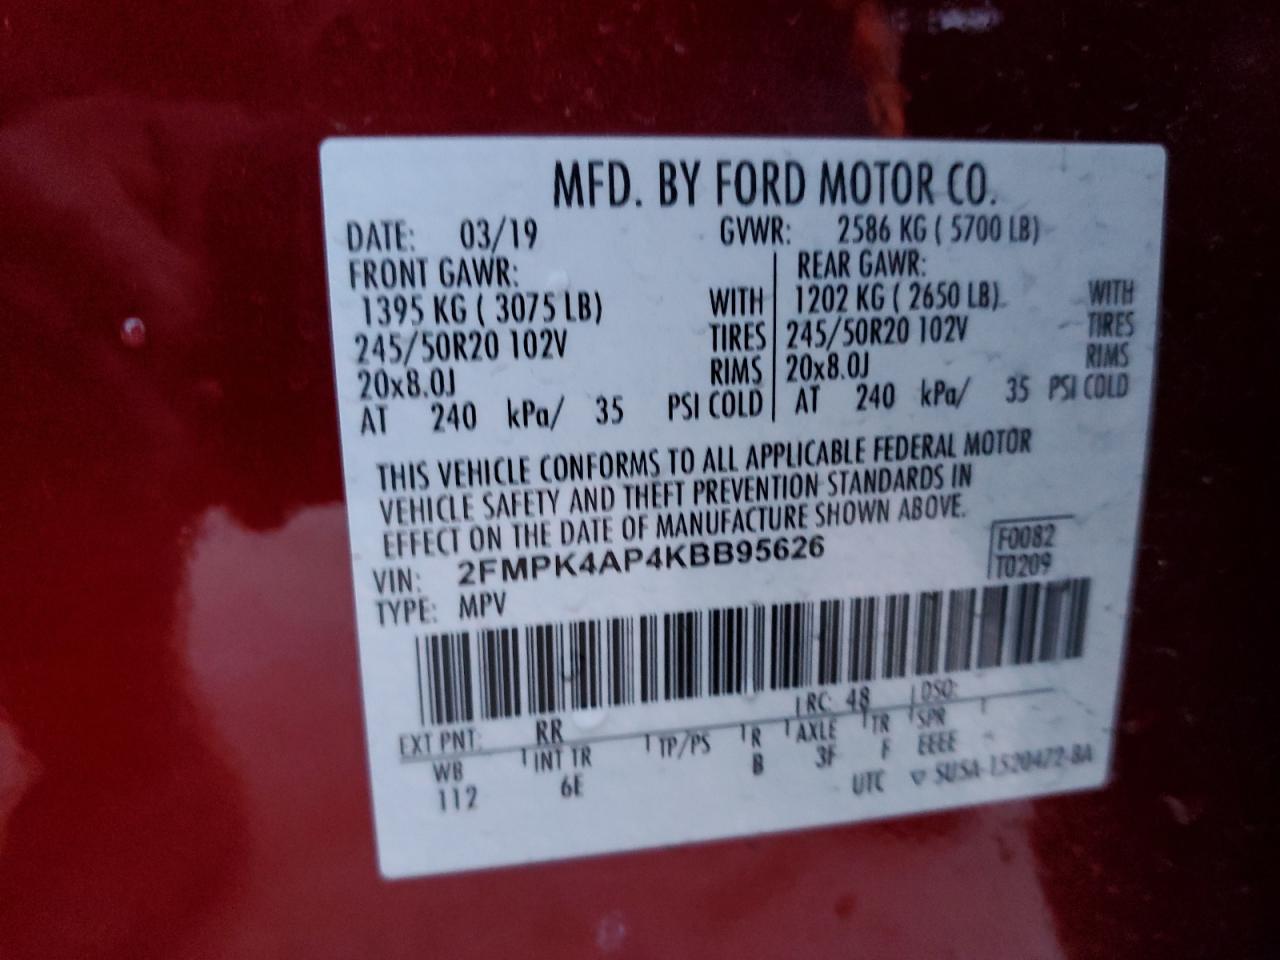 MFD. BY FORD MOTOR CO.
DATE: 03/19 GVWR: 2586 KG ( 5700 LB)
FRONT GAWR: REAR GAWR:
1395 KG ( 3075 LB) WITH 1202 KG ( 2650 LB) WITH
245/50R20 102V TIRES 245/50R20 102V TIRES
20x8.0J RIMS 20x8.0J RIMS
AT 240 kPa/ 35 PSI COLD AT 240 kPa/ 35 PSI COLD
THIS VEHICLE CONFORMS TO ALL APPLICABLE FEDERAL MOTOR
VEHICLE SAFETY AND THEFT PREVENTION STANDARDS IN
EFFECT ON THE DATE OF MANUFACTURE SHOWN ABOVE.
VIN: 2FMPK4AP4KBB95626 F0082
TYPE: MPV T0209
EXT PNT: RR RC: 48 DSO:
WB INT TR TP/PS R AXLE TR SPR
112 6E B 3F F EEEE
UTC ▽ SUSA-1520472-BA